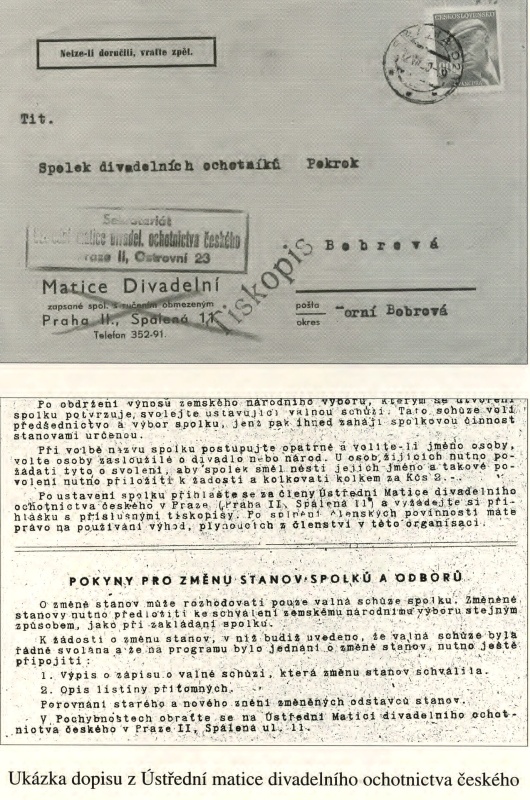 Nelze-li doručiti, vraťte zpět.
ČESKOSLOVENSKO
Tit.
Spolek divadelních ochotníků Pokrok
Sekretariát
matice divadel. ochotnictva českého
Praze II, Ostrovní 23
Tiskopis
Bobrová
Matice Divadelní
zapsané spol. s ručením obmezeným
Praha II., Spálená 11
Telefon 352-91.
pošta
okres
orní Bobrová
Po obdržení výnosu zemského národního výboru, kterým se utvoření
spolku potvrzuje, svolejte ustavující valnou schůzi. Tato schůze volí
předsednictvo a výbor spolku, jenž pak ihned zahájí spolkovou činnost
stanovami určenou.
Při volbě názvu spolku postupujte opatrně a volíte-li jméno osoby,
volte osoby zasloužilé o divadlo nebo národ. U osob žijících nutno po-
žádati tyto o svolení, aby spolek směl nésti jejich jméno a takové po-
volení nutno přiložiti k žádosti a kolkovati kolkem za Kčs 2.-.
Po ustavení spolku přihlaste se za členy Ústřední Matice divadelního
ochotnictva českého v Praze (Praha II, Spálená 11) a vyžádejte si při-
hlášku s příslušnými tiskopisy. Po splnění členských povinností máte
právo na používání výhod, plynoucích z členství v této organisaci.
POKYNY PRO ZMĚNU STANOV SPOLKŮ A ODBORŮ
O změně stanov může rozhodovati pouze valná schůze spolku. Změněné
stanovy nutno předložiti ke schválení zemskému národnímu výboru stejným
způsobem, jako při zakládání spolku.
K žádosti o změnu stanov, v níž budiž uvedeno, že valná schůze byla
řádně svolána a že na programu bylo jednání o změně stanov, nutno ještě
připojiti:
1. Výpis o zápisu o valné schůzi, která změnu stanov schválila.
2. Opis listiny přítomných.
Porovnání starého a nového znění změněných odstavců stanov.
V Pochybnostech obraťte se na Ústřední Matici divadelního ochot-
nictva českého v Praze II, Spálená ul. 11.
Ukázka dopisu z Ústřední matice divadelního ochotnictva českého